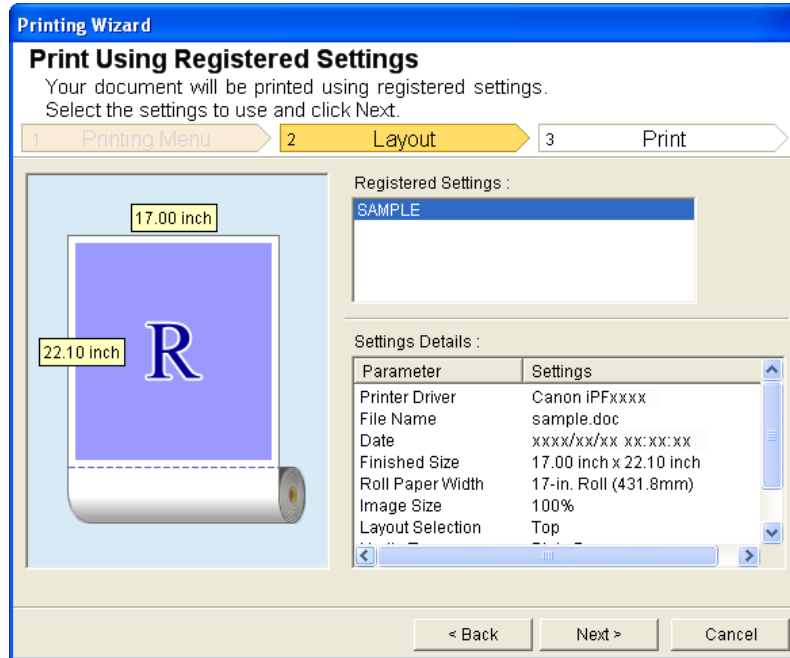 Printing Wizard
Print Using Registered Settings
Your document will be printed using registered settings.
Select the settings to use and click Next.
1 Printing Menu 2 Layout 3 Print
17.00 inch
22.10 inch
R
Registered Settings :
SAMPLE
Settings Details :
Parameter Settings
Printer Driver Canon iPFxxxx
File Name sample.doc
Date xxxx/xx/xx xx:xx:xx
Finished Size 17.00 inch x 22.10 inch
Roll Paper Width 17-in. Roll (431.8mm)
Image Size 100%
Layout Selection Top
< Back Next > Cancel